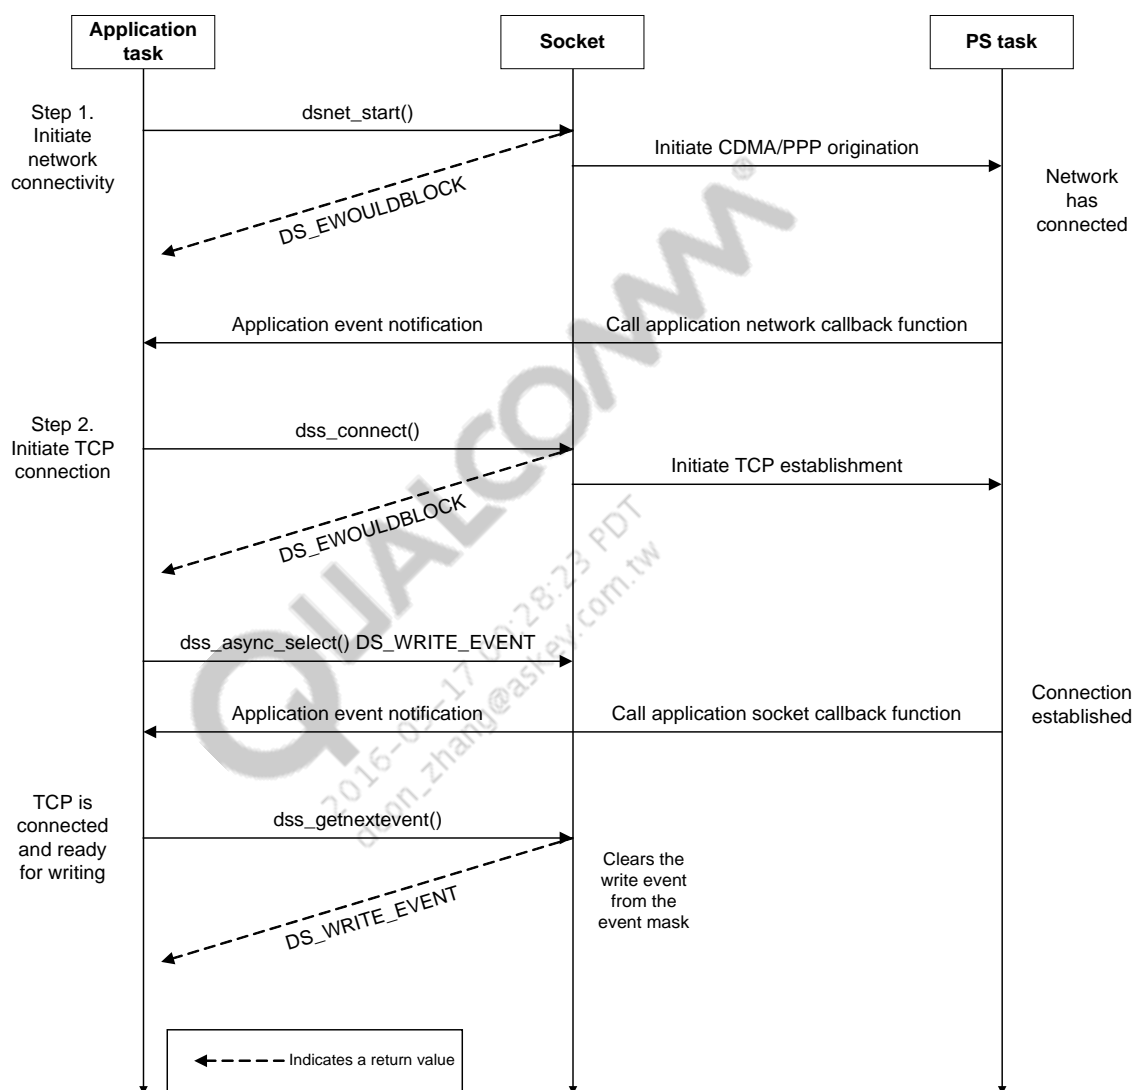 Application
task
Socket
PS task
Step 1.
Initiate
network
connectivity
dsnet_start()
Initiate CDMA/PPP origination
DS_EWOULDBLOCK
Network
has
connected
Application event notification
Call application network callback function
Step 2.
Initiate TCP
connection
dss_connect()
Initiate TCP establishment
DS_EWOULDBLOCK
dss_async_select() DS_WRITE_EVENT
Connection
established
Application event notification
Call application socket callback function
TCP is
connected
and ready
for writing
dss_getnextevent()
Clears the
write event
from the
event mask
DS_WRITE_EVENT
Indicates a return value
QUALCOMM®